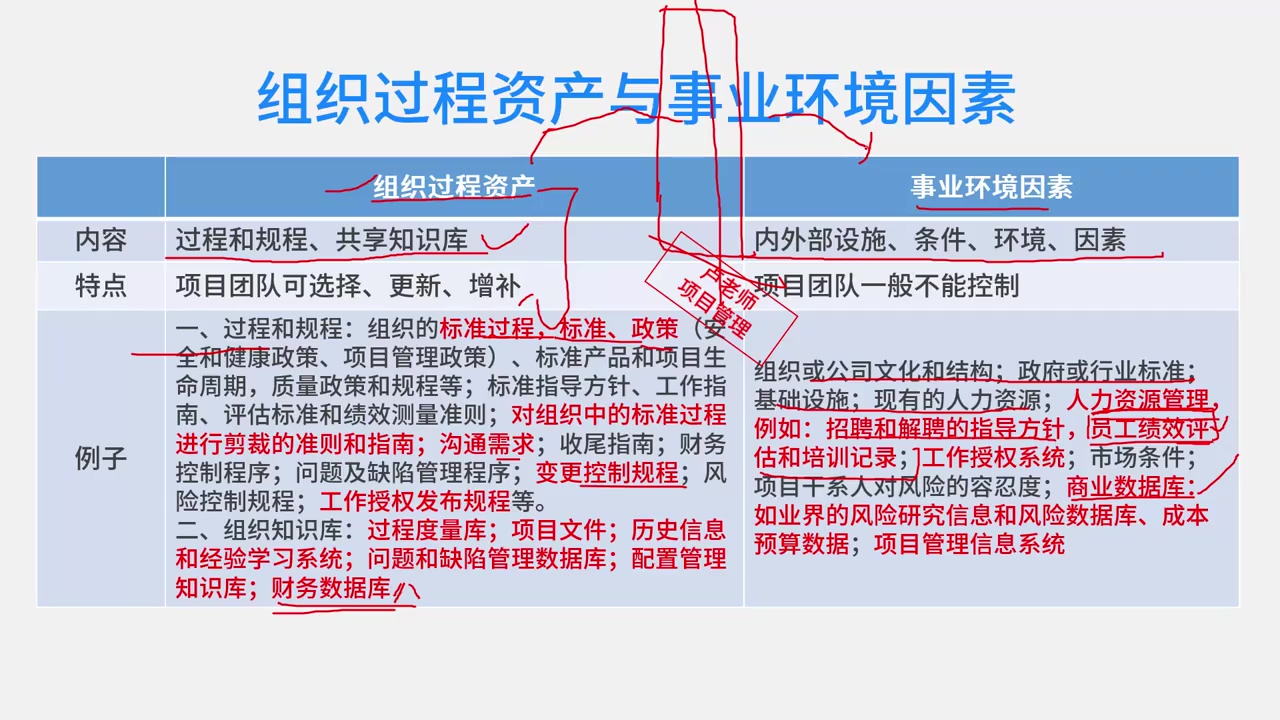 组织过程资产与事业环境因素
组织过程资产
事业环境因素
内容
过程和规程、共享知识库
内外部设施、条件、环境、因素
特点
项目团队可选择、更新、增补
项目团队一般不能控制
卢老师
项目管理
例子
一、过程和规程：组织的标准过程，标准、政策（安
全和健康政策、项目管理政策）、标准产品和项目生
命周期，质量政策和规程等；标准指导方针、工作指
南、评估标准和绩效测量准则；对组织中的标准过程
进行剪裁的准则和指南；沟通需求；收尾指南；财务
控制程序；问题及缺陷管理程序；变更控制规程；风
险控制规程；工作授权发布规程等。
二、组织知识库：过程度量库；项目文件；历史信息
和经验学习系统；问题和缺陷管理数据库；配置管理
知识库；财务数据库
组织或公司文化和结构；政府或行业标准；
基础设施；现有的人力资源；人力资源管理，
例如：招聘和解聘的指导方针，员工绩效评
估和培训记录；工作授权系统；市场条件；
项目干系人对风险的容忍度；商业数据库：
如业界的风险研究信息和风险数据库、成本
预算数据；项目管理信息系统